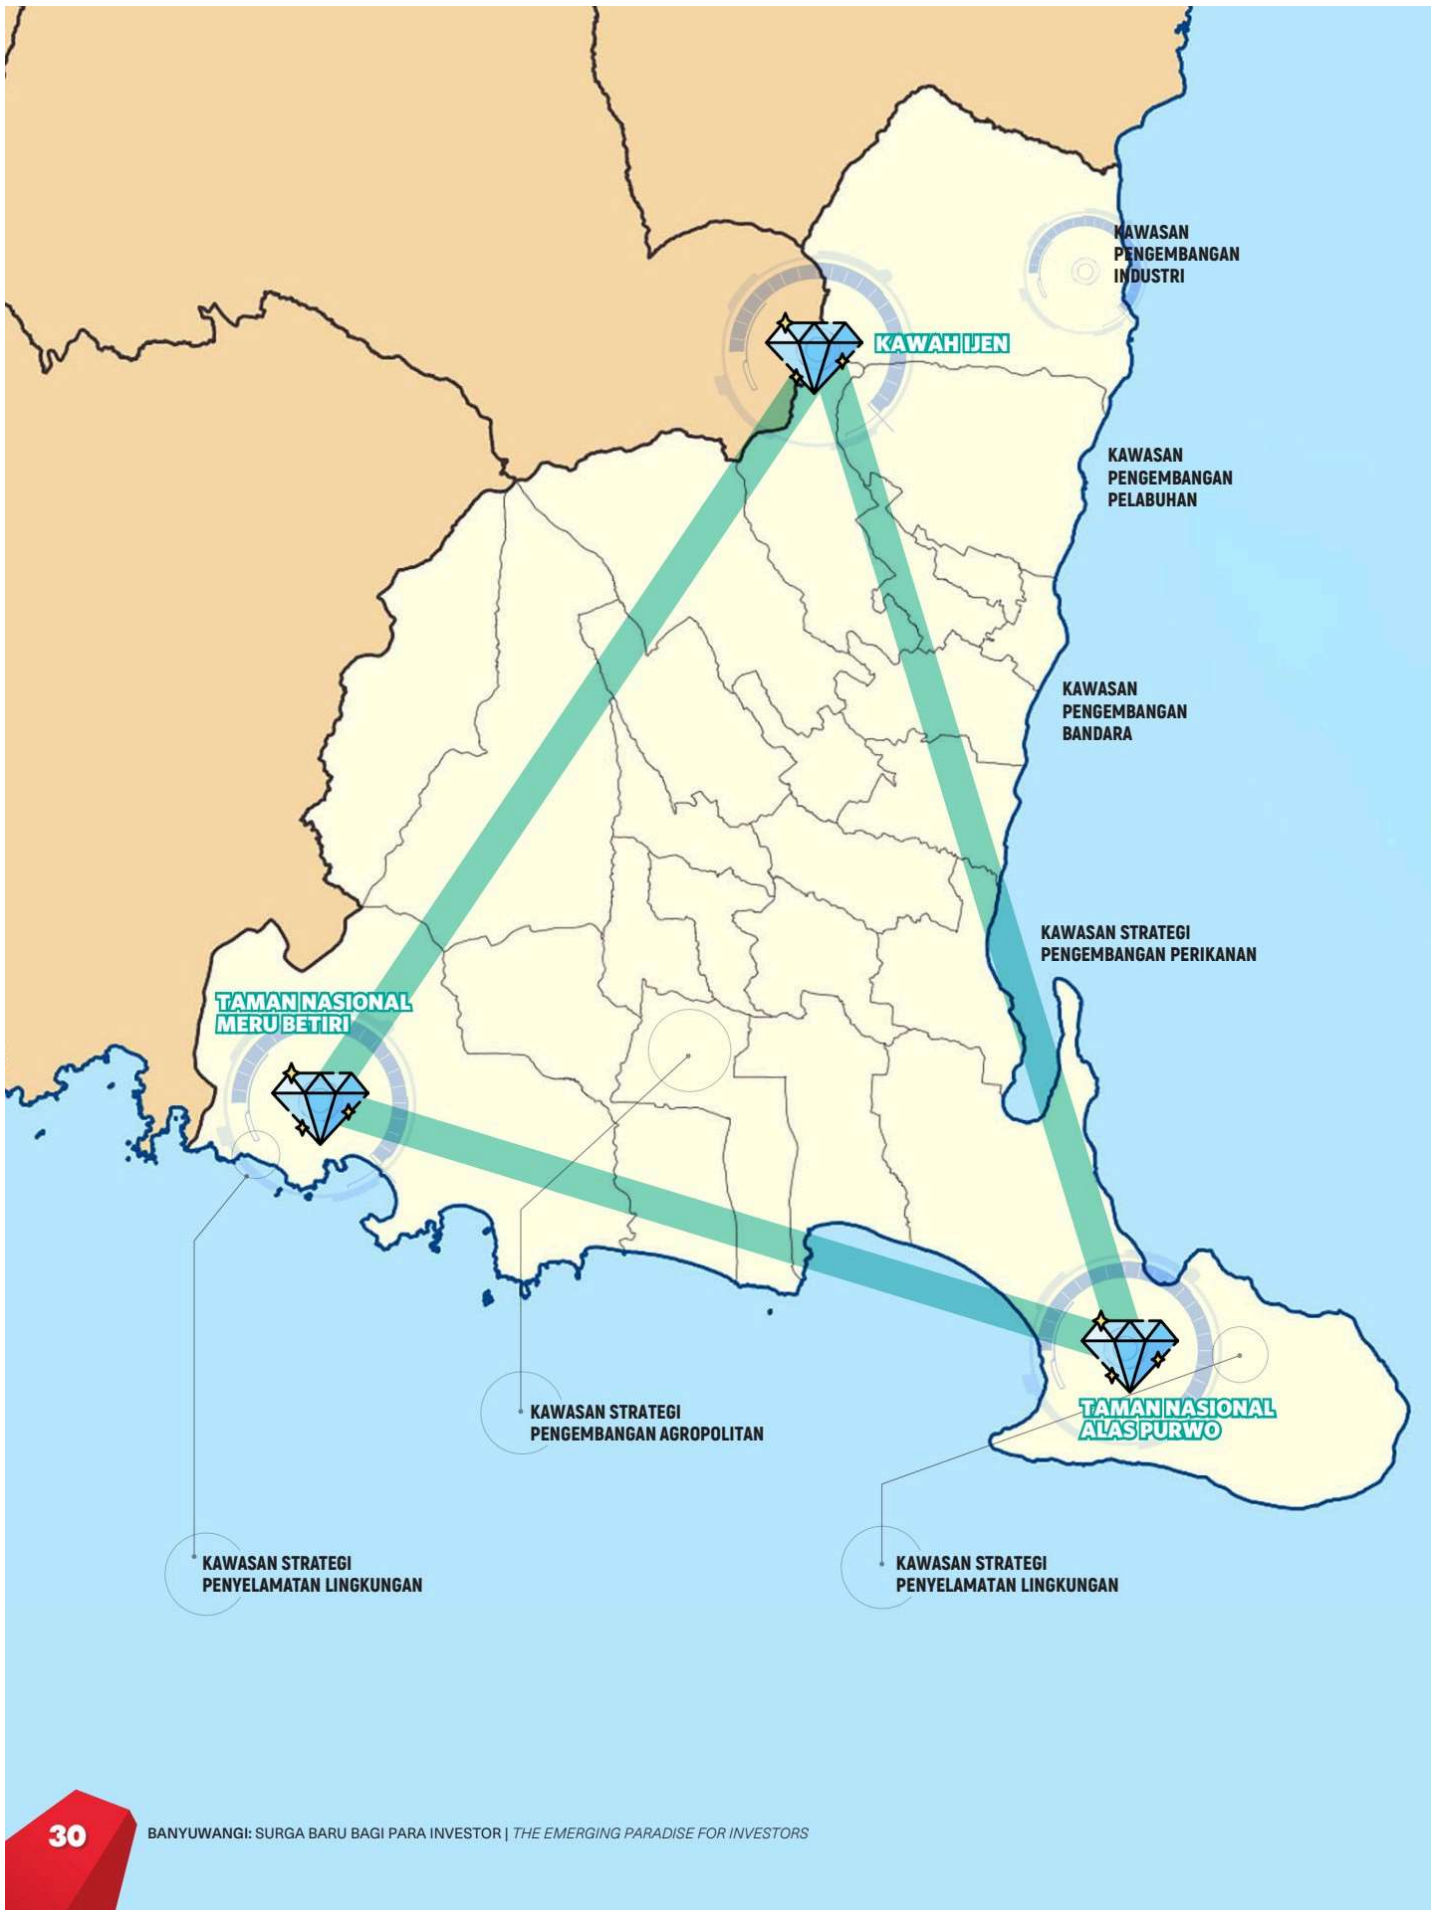 KAWASAN
PENGEMBANGAN
INDUSTRI
KAWAH IJEN
KAWASAN
PENGEMBANGAN
PELABUHAN
KAWASAN
PENGEMBANGAN
BANDARA
KAWASAN STRATEGI
PENGEMBANGAN PERIKANAN
TAMAN NASIONAL
MERU BETIRI
KAWASAN STRATEGI
PENGEMBANGAN AGROPOLITAN
TAMAN NASIONAL
ALAS PURWO
KAWASAN STRATEGI
PENYELAMATAN LINGKUNGAN
KAWASAN STRATEGI
PENYELAMATAN LINGKUNGAN
30
BANYUWANGI: SURGA BARU BAGI PARA INVESTOR | THE EMERGING PARADISE FOR INVESTORS